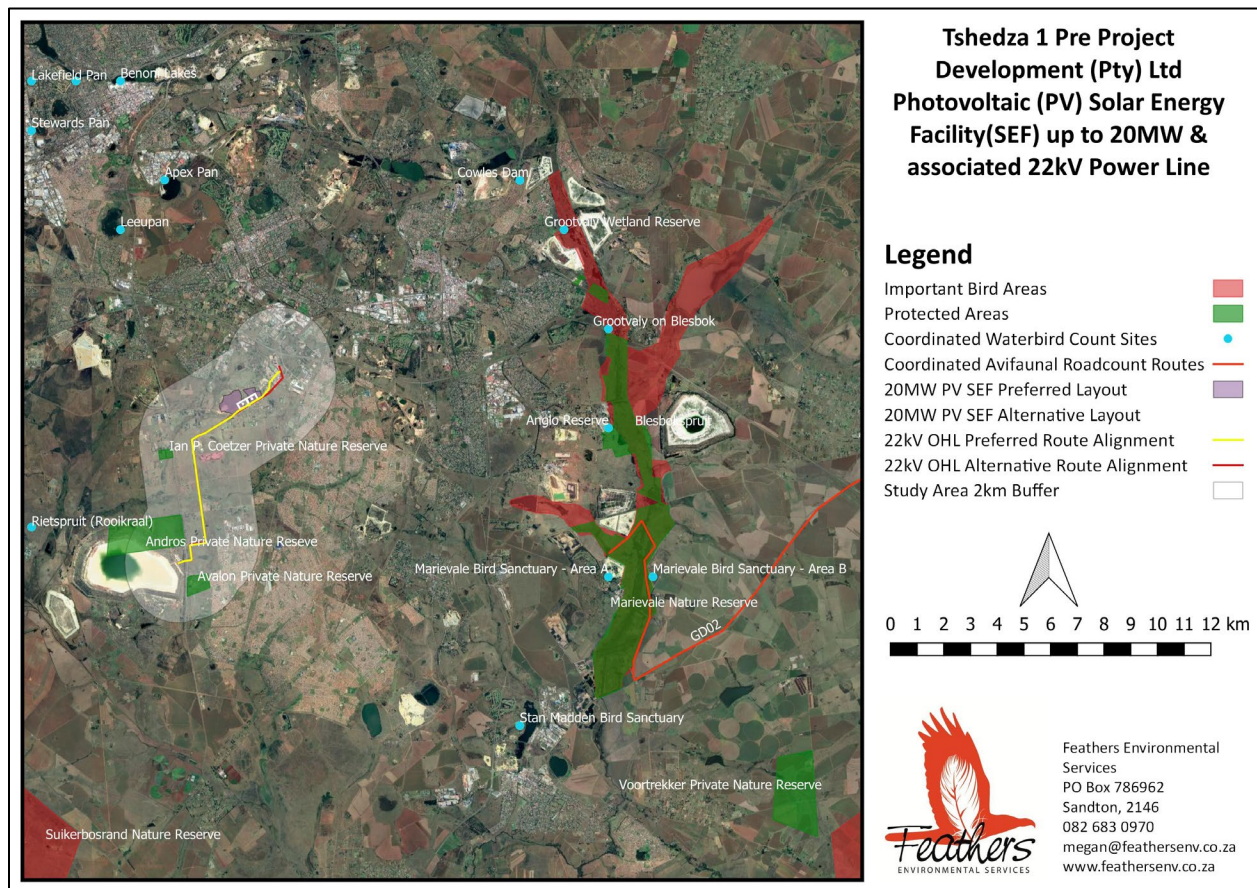 Tshedza 1 Pre Project
Development (Pty) Ltd
Photovoltaic (PV) Solar Energy
Facility(SEF) up to 20MW &
associated 22kV Power Line
Legend
Important Bird Areas
Protected Areas
Coordinated Waterbird Count Sites
Coordinated Avifaunal Roadcount Routes
20MW PV SEF Preferred Layout
20MW PV SEF Alternative Layout
22kV OHL Preferred Route Alignment
22kV OHL Alternative Route Alignment
Study Area 2km Buffer
0 1 2 3 4 5 6 7 8 9 10 11 12 km
Feathers
ENVIRONMENTAL SERVICES
Feathers Environmental
Services
PO Box 786962
Sandton, 2146
082 683 0970
megan@feathersenv.co.za
www.feathersenv.co.za
Lakefield Pan
Benoni Lakes
Stewards Pan
Apex Pan
Cowles Dam
Leeupan
Grootvaly Wetland Reserve
Grootvaly on Blesbok
Anglo Reserve
Blesbokspruit
Ian P. Coetzer Private Nature Reserve
Rietspruit (Rooikraal)
Andros Private Nature Reseve
Avalon Private Nature Reserve
Marievale Bird Sanctuary - Area A
Marievale Bird Sanctuary - Area B
Marievale Nature Reserve
GD02
Stan Madden Bird Sanctuary
Voortrekker Private Nature Reserve
Suikerbosrand Nature Reserve